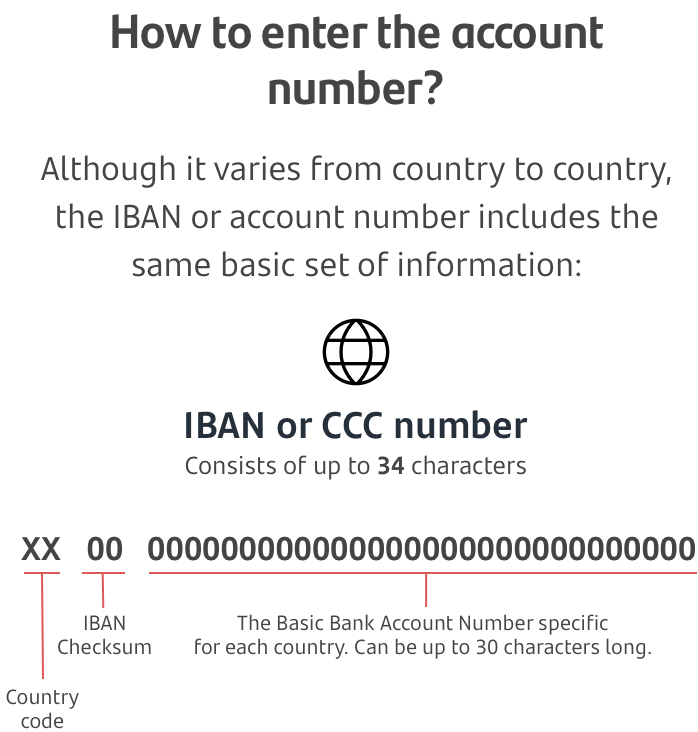 How to enter the account
number?
Although it varies from country to country,
the IBAN or account number includes the
same basic set of information:
IBAN or CCC number
Consists of up to 34 characters
XX 00 000000000000000000000000000000
IBAN
Checksum
The Basic Bank Account Number specific
for each country. Can be up to 30 characters long.
Country
code